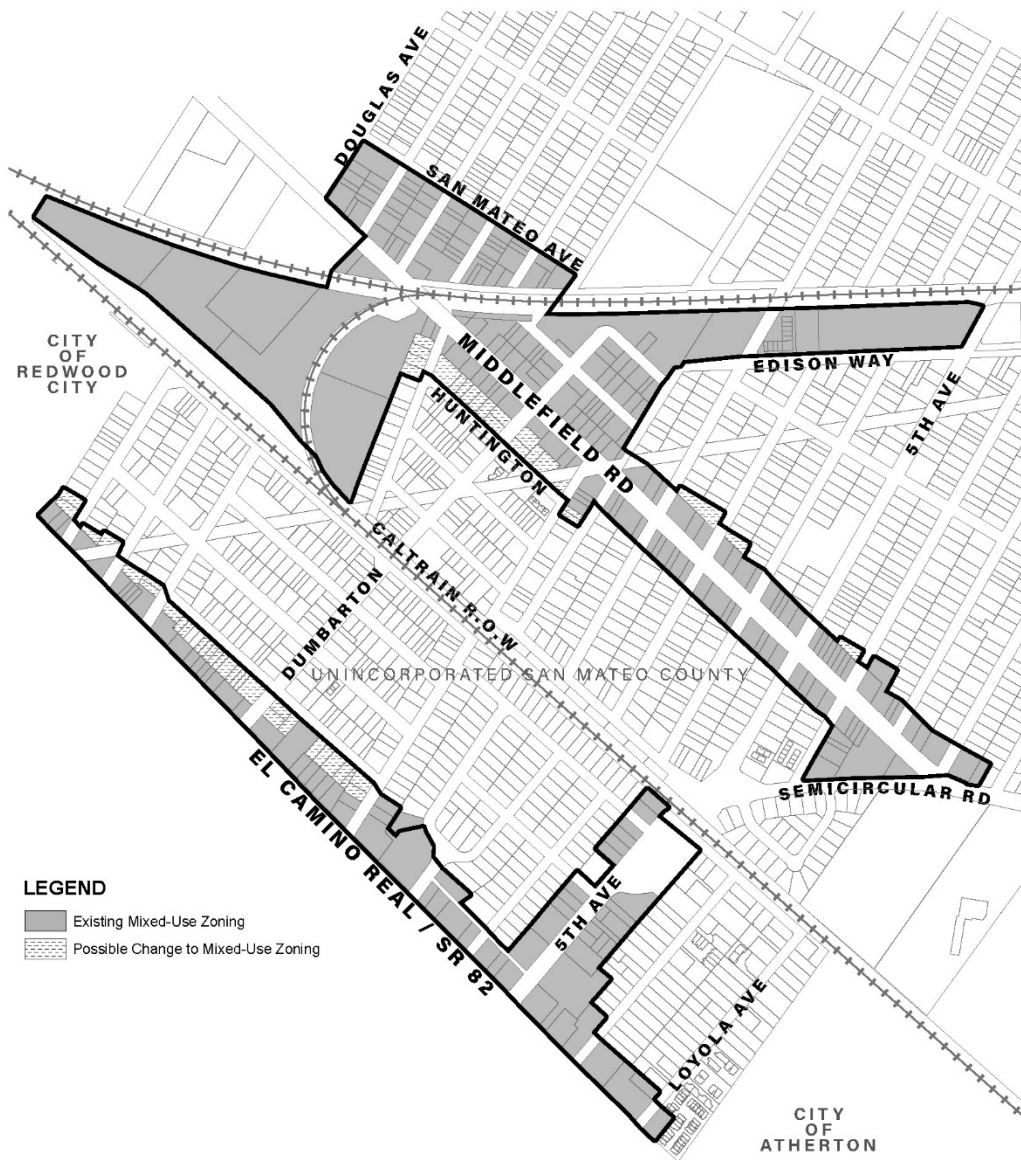 DOUGLAS AVE
SAN MATEO AVE
CITY
OF
REDWOOD
CITY
MIDDLEFIELD RD
EDISON WAY
HUNTINGTON
5TH AVE
CALTRAIN R.O.W
DUMBARTON
UNINCORPORATED SAN MATEO COUNTY
SEMICIRCULAR RD
EL CAMINO REAL / SR 82
5TH AVE
LOYOLA AVE
LEGEND
Existing Mixed-Use Zoning
Possible Change to Mixed-Use Zoning
CITY
OF
ATHERTON